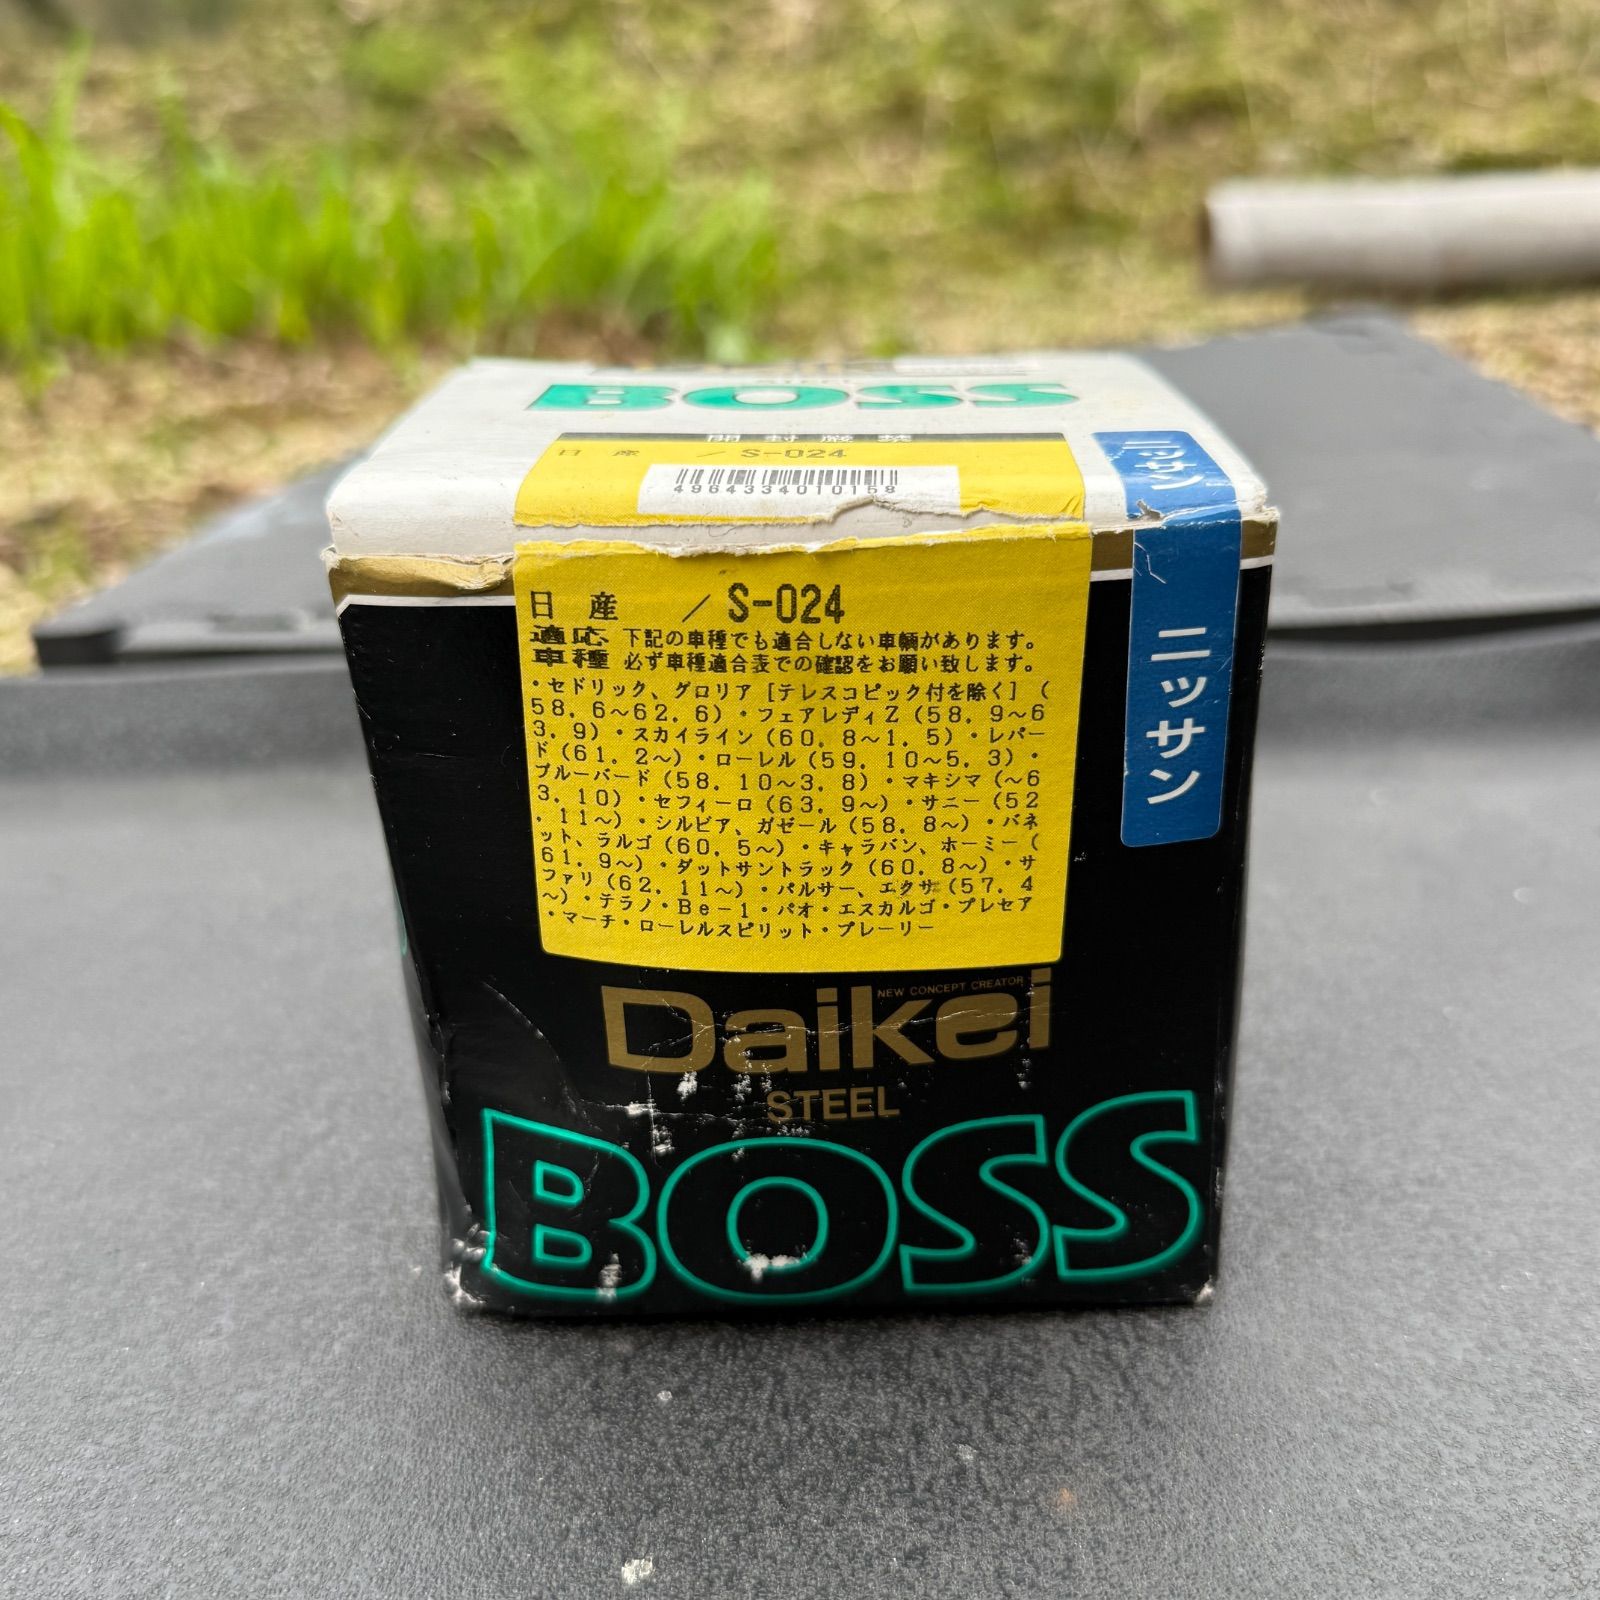 BOSS
開封厳禁
日産 / S-024
4964334010158
ニッサン
日産 / S-024
適応車種 下記の車種でも適合しない車輌があります。
必ず車種適合表での確認をお願い致します。
・セドリック、グロリア [テレスコピック付を除く] (
58.6〜62.6)・フェアレディZ(58.9〜6
3.9)・スカイライン(60.8〜1.5)・レパー
ド(61.2〜)・ローレル(59.10〜5.3)・
ブルーバード(58.10〜3.8)・マキシマ(〜6
3.10)・セフィーロ(63.9〜)・サニー(52
.11〜)・シルビア、ガゼール(58.8〜)・バネ
ット、ラルゴ(60.5〜)・キャラバン、ホーミー(
61.9〜)・ダットサントラック(60.8〜)・サ
ファリ(62.11〜)・パルサー、エクサ(57.4
〜)・テラノ・Be-1・パオ・エスカルゴ・プレセア
・マーチ・ローレルスピリット・プレーリー
ニッサン
NEW CONCEPT CREATOR
Daikei
STEEL
BOSS